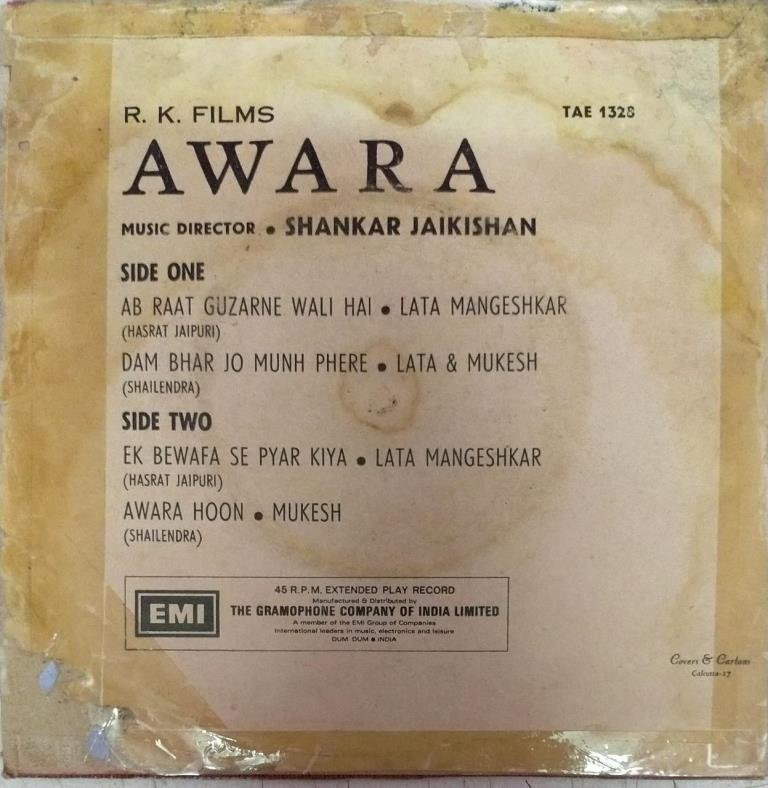 R. K. FILMS
TAE 1328
AWARA
MUSIC DIRECTOR • SHANKAR JAIKISHAN
SIDE ONE
AB RAAT GUZARNE WALI HAI • LATA MANGESHKAR
(HASRAT JAIPURI)
DAM BHAR JO MUNH PHERE • LATA & MUKESH
(SHAILENDRA)
SIDE TWO
EK BEWAFA SE PYAR KIYA • LATA MANGESHKAR
(HASRAT JAIPURI)
AWARA HOON • MUKESH
(SHAILENDRA)
EMI
45 R.P.M. EXTENDED PLAY RECORD
Manufactured & Distributed by
THE GRAMOPHONE COMPANY OF INDIA LIMITED
A member of the EMI Group of Companies
International leaders in music, electronics and leisure
DUM DUM • INDIA
Covers & Cartons
Calcutta-17